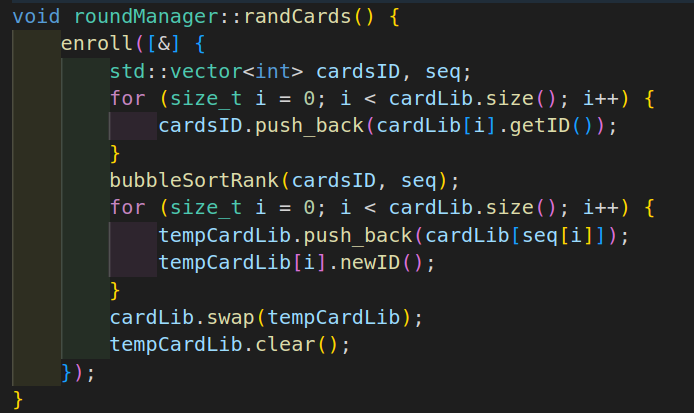 void roundManager::randCards() {
    enroll([&] {
        std::vector<int> cardsID, seq;
        for (size_t i = 0; i < cardLib.size(); i++) {
            cardsID.push_back(cardLib[i].getID());
        }
        bubbleSortRank(cardsID, seq);
        for (size_t i = 0; i < cardLib.size(); i++) {
            tempCardLib.push_back(cardLib[seq[i]]);
            tempCardLib[i].newID();
        }
        cardLib.swap(tempCardLib);
        tempCardLib.clear();
    });
}